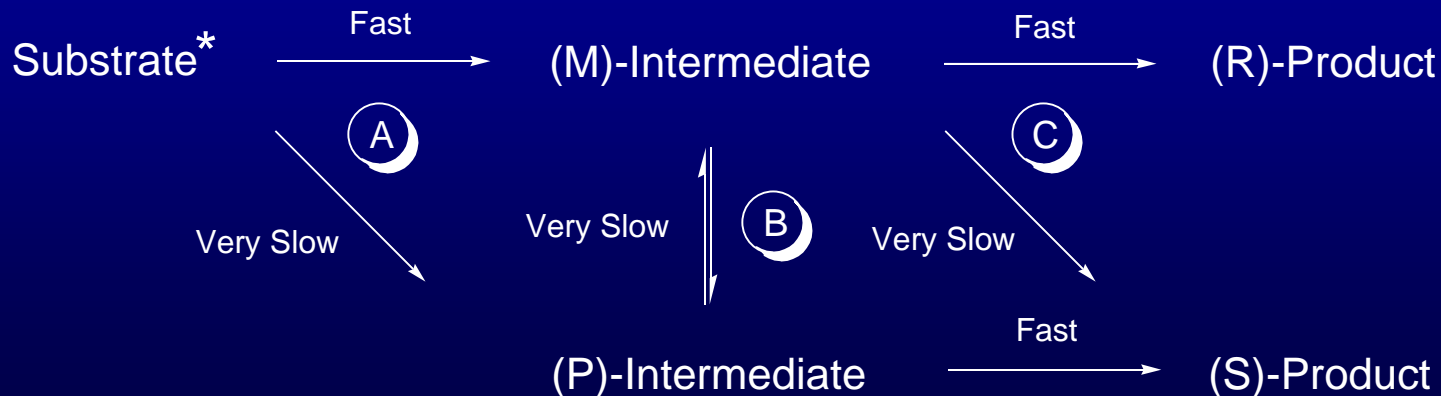 Fast
Fast
Substrate*
(M)-Intermediate
(R)-Product
A
C
Very Slow
Very Slow
B
Very Slow
Fast
(P)-Intermediate
(S)-Product